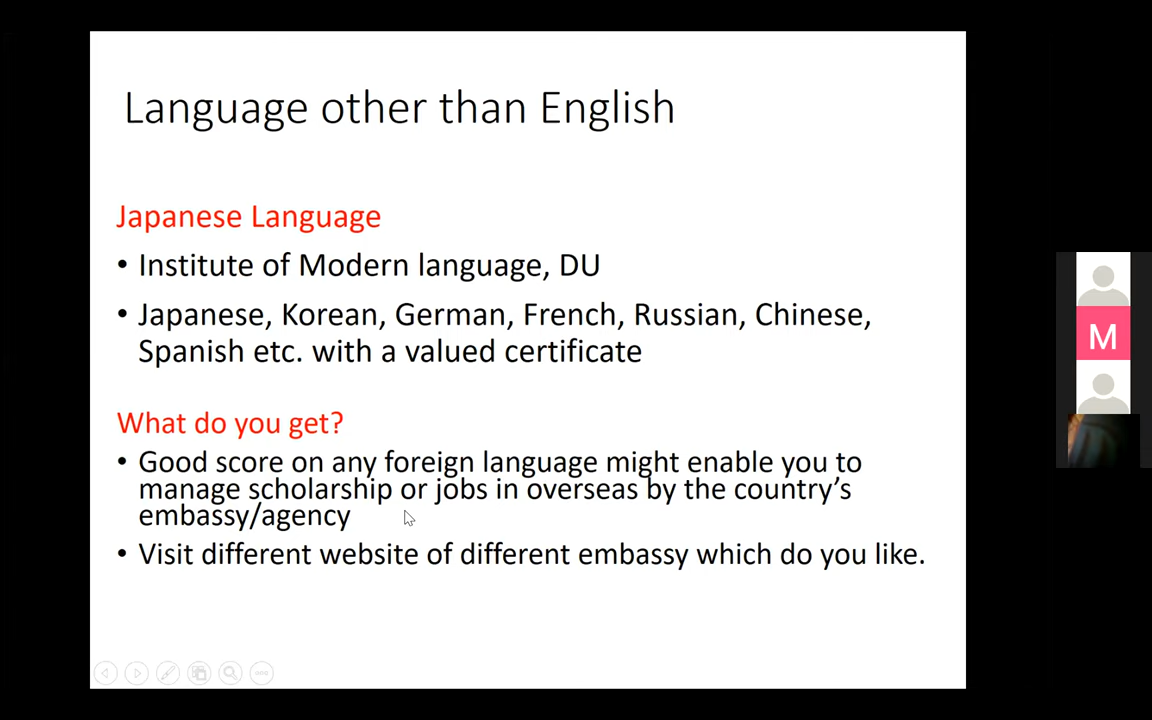 Language other than English
Japanese Language
• Institute of Modern language, DU
• Japanese, Korean, German, French, Russian, Chinese,
Spanish etc. with a valued certificate
What do you get?
• Good score on any foreign language might enable you to
manage scholarship or jobs in overseas by the country’s
embassy/agency
• Visit different website of different embassy which do you like.
M